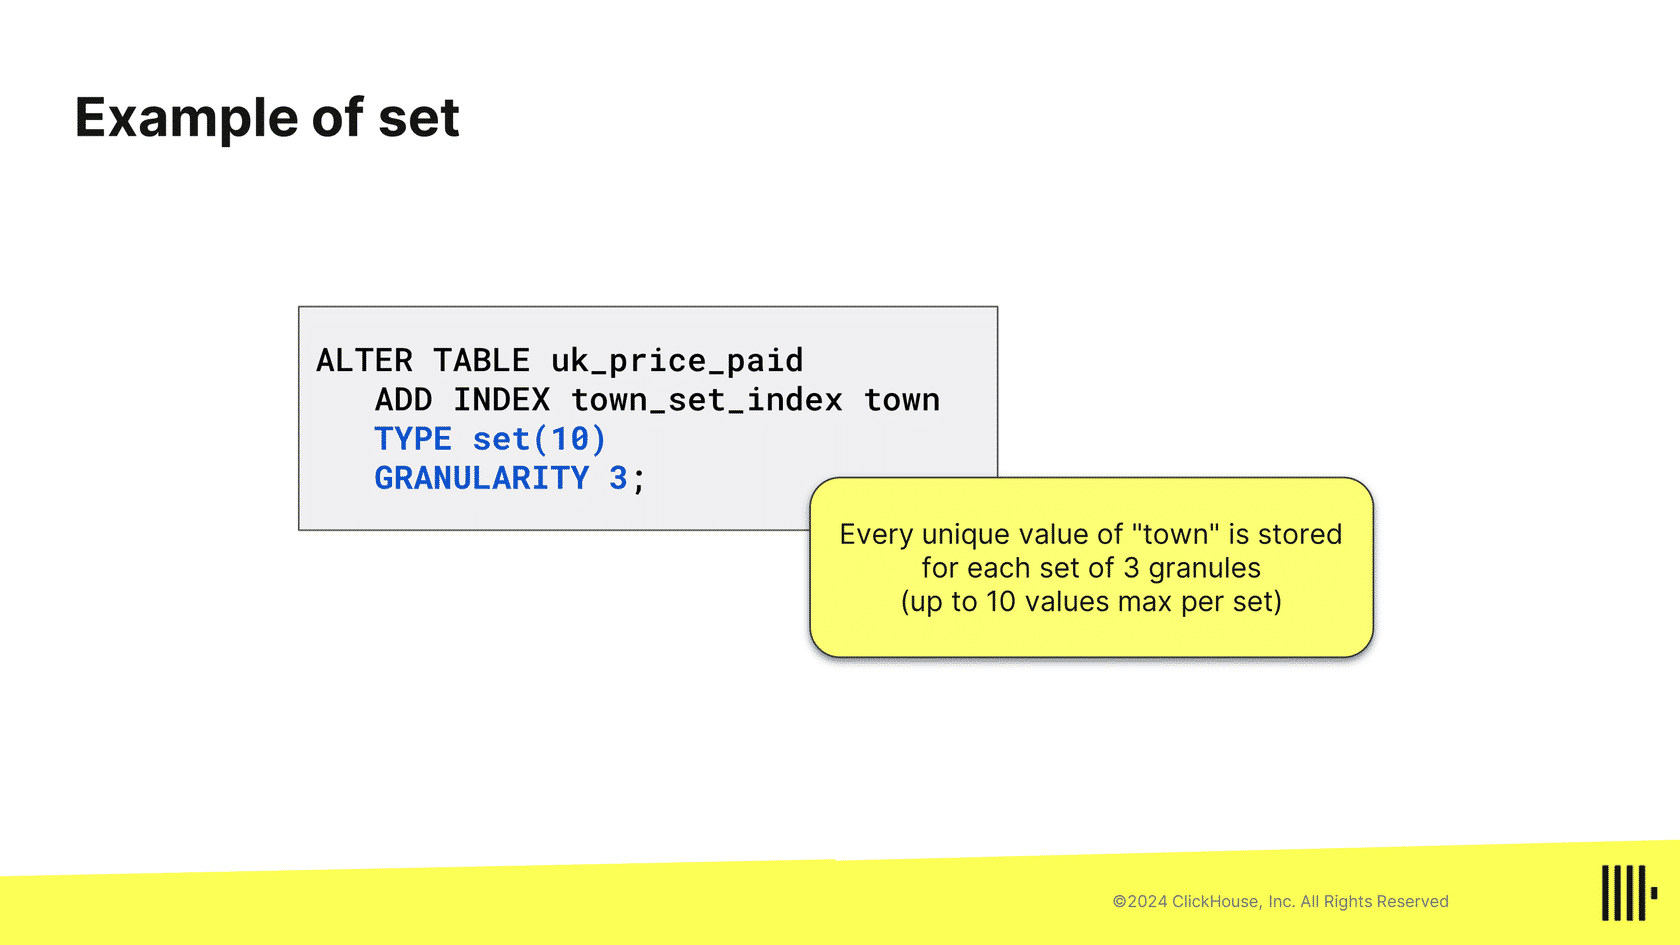 Example of set
ALTER TABLE uk_price_paid
ADD INDEX town_set_index town
TYPE set(10)
GRANULARITY 3;
Every unique value of "town" is stored
for each set of 3 granules
(up to 10 values max per set)
©2024 ClickHouse, Inc. All Rights Reserved